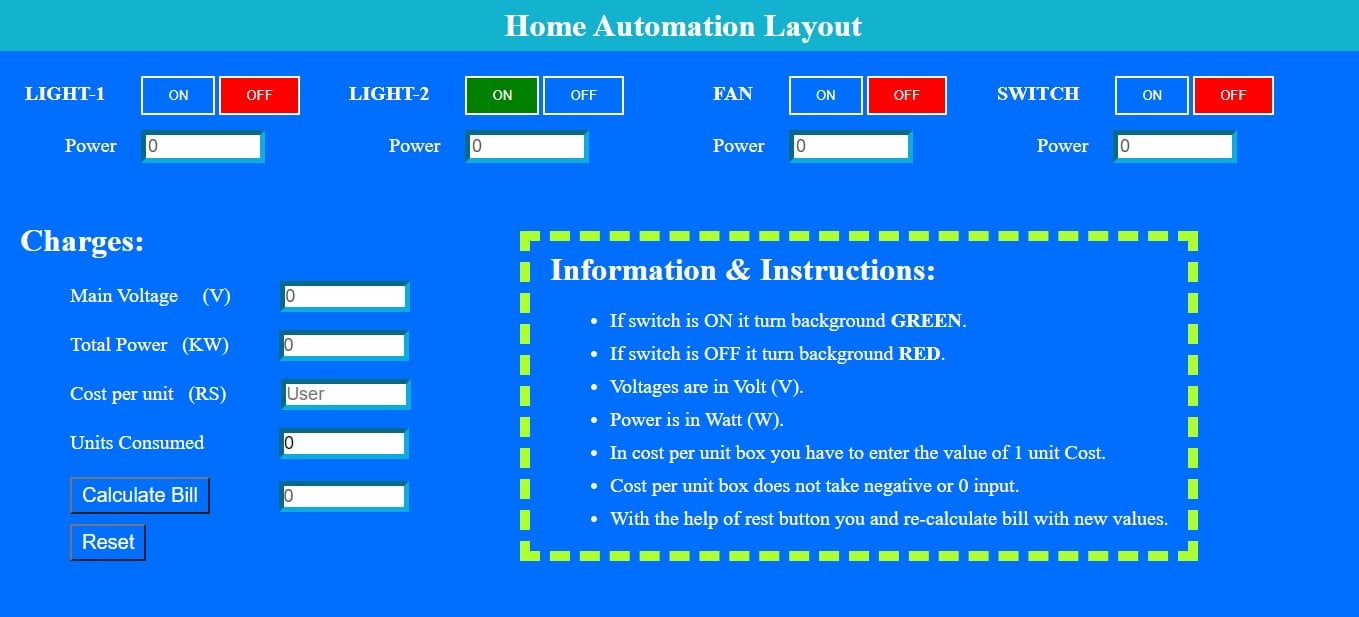 Home Automation Layout
LIGHT-1 ON OFF LIGHT-2 ON OFF FAN ON OFF SWITCH ON OFF
Power 0 Power 0 Power 0 Power 0
Charges:
Main Voltage (V) 0
Total Power (KW) 0
Cost per unit (RS) User
Units Consumed 0
Calculate Bill 0
Reset
Information & Instructions:
• If switch is ON it turn background GREEN.
• If switch is OFF it turn background RED.
• Voltages are in Volt (V).
• Power is in Watt (W).
• In cost per unit box you have to enter the value of 1 unit Cost.
• Cost per unit box does not take negative or 0 input.
• With the help of rest button you and re-calculate bill with new values.